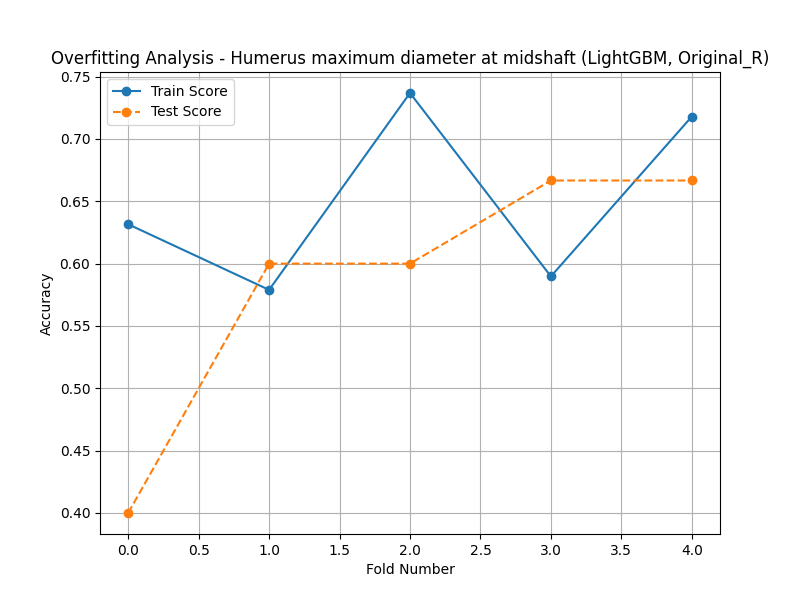 Overfitting Analysis - Humerus maximum diameter at midshaft (LightGBM, Original_R)
Train Score
Test Score
0.75
0.70
0.65
0.60
0.55
0.50
0.45
0.40
Accuracy
0.0 0.5 1.0 1.5 2.0 2.5 3.0 3.5 4.0
Fold Number